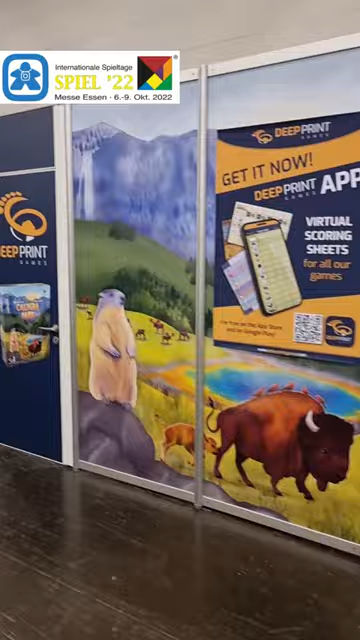 Internationale Spieltage
SPIEL '22
Messe Essen · 6.-9. Okt. 2022
DEEP PRINT
GAMES
GET IT NOW!
DEEP PRINT APP
GAMES
VIRTUAL
SCORING
SHEETS
for all our
games
DEEP PRINT
GAMES